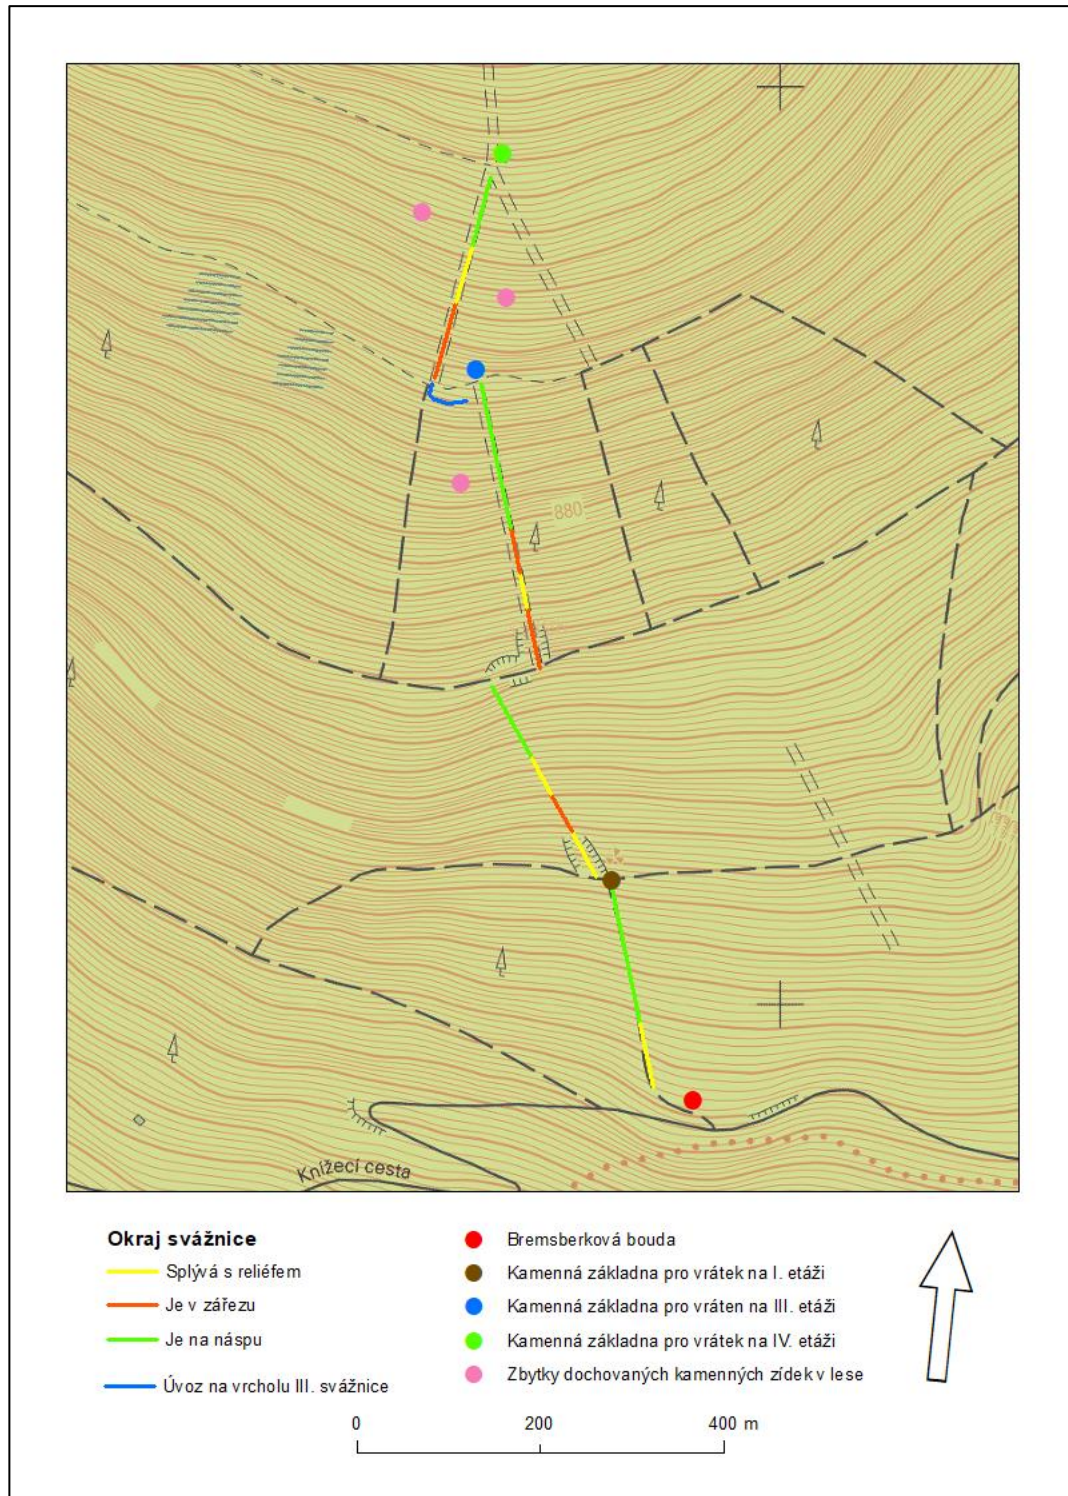 880
Knížecí cesta
Okraj svážnice
Splývá s reliéfem
Je v zářezu
Je na náspu
Úvoz na vrcholu III. svážnice
Bremsberková bouda
Kamenná základna pro vrátek na I. etáži
Kamenná základna pro vráten na III. etáži
Kamenná základna pro vrátek na IV. etáži
Zbytky dochovaných kamenných zídek v lese
0 200 400 m